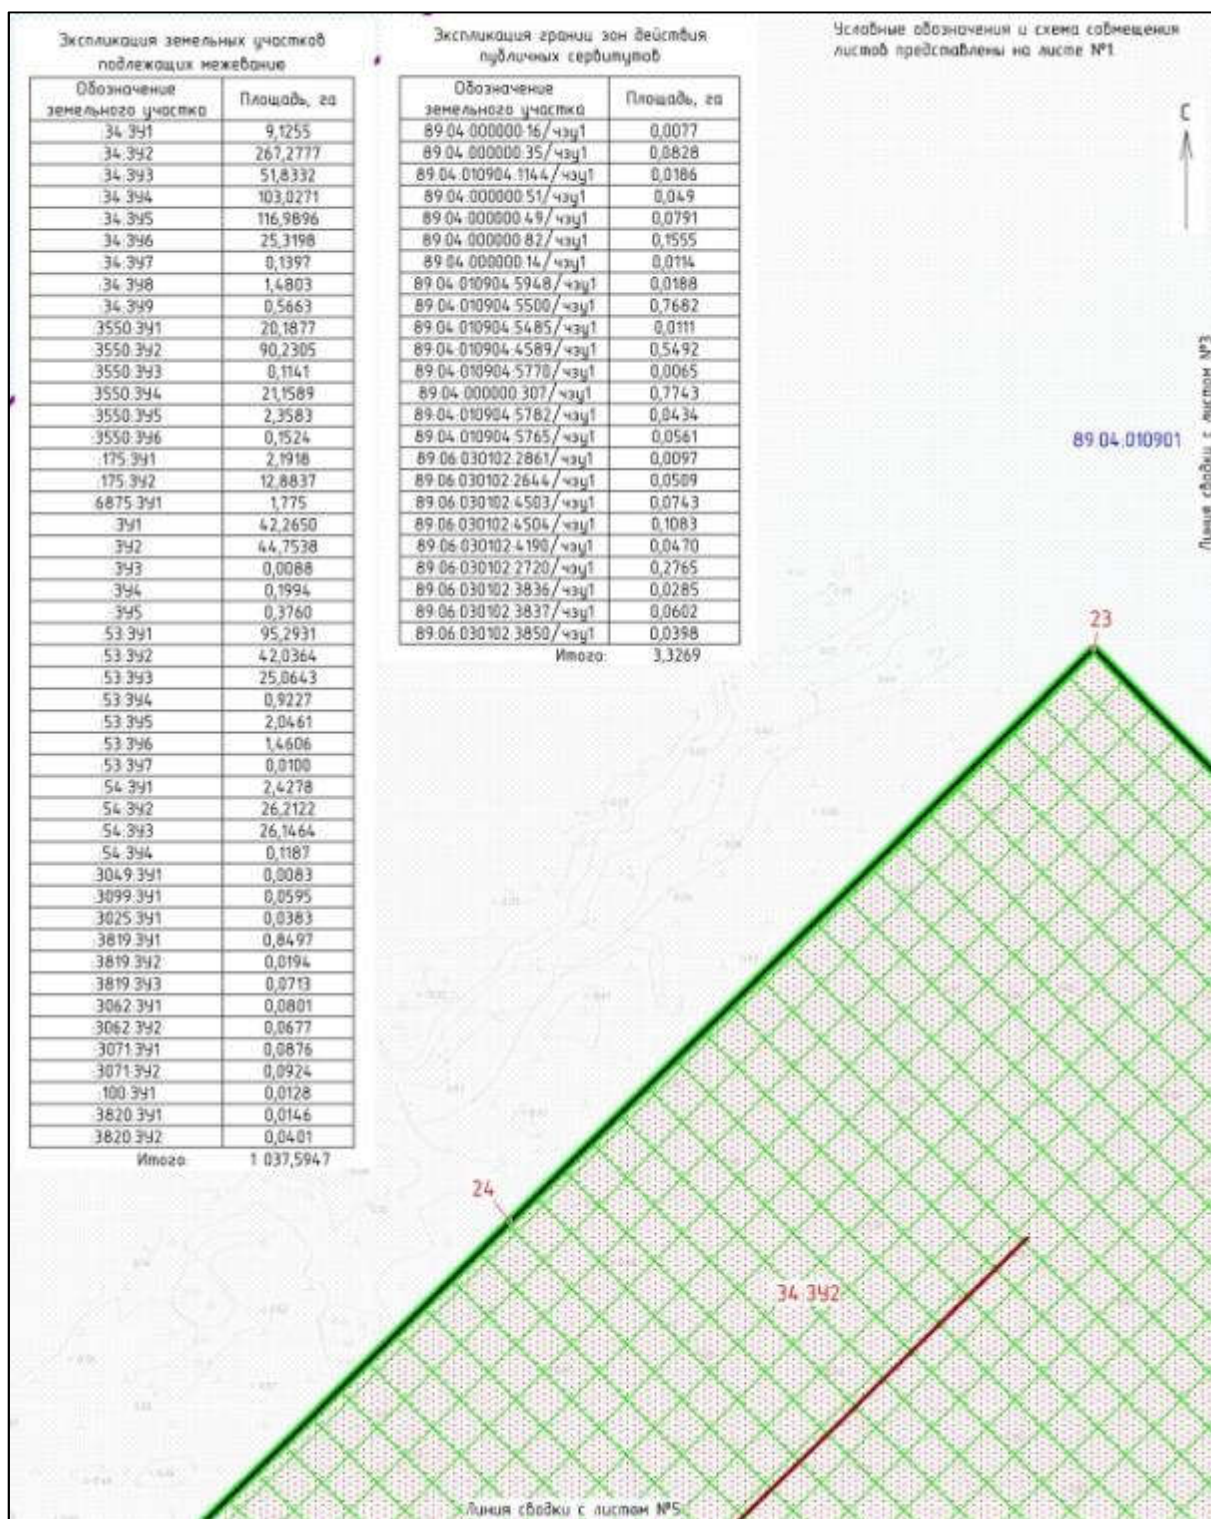 Экспликация земельных участков
подлежащих межеванию
Обозначение земельного участка Площадь, га
:34:ЗУ1 9,1255
:34:ЗУ2 267,2777
:34:ЗУ3 51,8332
:34:ЗУ4 103,0271
:34:ЗУ5 116,9896
:34:ЗУ6 25,3198
:34:ЗУ7 0,1397
:34:ЗУ8 1,4803
:34:ЗУ9 0,5663
:3550:ЗУ1 20,1877
:3550:ЗУ2 90,2305
:3550:ЗУ3 0,1141
:3550:ЗУ4 21,1589
:3550:ЗУ5 2,3583
:3550:ЗУ6 0,1524
:175:ЗУ1 2,1918
:175:ЗУ2 12,8837
:6875:ЗУ1 1,775
:ЗУ1 42,2650
:ЗУ2 44,7538
:ЗУ3 0,0088
:ЗУ4 0,1994
:ЗУ5 0,3760
:53:ЗУ1 95,2931
:53:ЗУ2 42,0364
:53:ЗУ3 25,0643
:53:ЗУ4 0,9227
:53:ЗУ5 2,0461
:53:ЗУ6 1,4606
:53:ЗУ7 0,0100
:54:ЗУ1 2,4278
:54:ЗУ2 26,2122
:54:ЗУ3 26,1464
:54:ЗУ4 0,1187
:3049:ЗУ1 0,0083
:3099:ЗУ1 0,0595
:3025:ЗУ1 0,0383
:3819:ЗУ1 0,8497
:3819:ЗУ2 0,0194
:3819:ЗУ3 0,0713
:3062:ЗУ1 0,0801
:3062:ЗУ2 0,0677
:3071:ЗУ1 0,0876
:3071:ЗУ2 0,0924
:100:ЗУ1 0,0128
:3820:ЗУ1 0,0146
:3820:ЗУ2 0,0401
Итого: 1 037,5947
Экспликация границ зон действия
публичных сервитутов
Обозначение земельного участка Площадь, га
89:04:000000:16/чзу1 0,0077
89:04:000000:35/чзу1 0,0828
89:04:010904:1144/чзу1 0,0186
89:04:000000:51/чзу1 0,049
89:04:000000:49/чзу1 0,0791
89:04:000000:82/чзу1 0,1555
89:04:000000:14/чзу1 0,0114
89:04:010904:5948/чзу1 0,0188
89:04:010904:5500/чзу1 0,7682
89:04:010904:5485/чзу1 0,0111
89:04:010904:4589/чзу1 0,5492
89:04:010904:5770/чзу1 0,0065
89:04:000000:307/чзу1 0,7743
89:04:010904:5782/чзу1 0,0434
89:04:010904:5765/чзу1 0,0561
89:06:030102:2861/чзу1 0,0097
89:06:030102:2644/чзу1 0,0509
89:06:030102:4503/чзу1 0,0743
89:06:030102:4504/чзу1 0,1083
89:06:030102:4190/чзу1 0,0470
89:06:030102:2720/чзу1 0,2765
89:06:030102:3836/чзу1 0,0285
89:06:030102:3837/чзу1 0,0602
89:06:030102:3850/чзу1 0,0398
Итого: 3,3269
Условные обозначения и схема совмещения
листов представлены на листе №1
С
Линия сводки с листом №3
89:04:010901
23
24
:34:ЗУ2
Линия сводки с листом №5